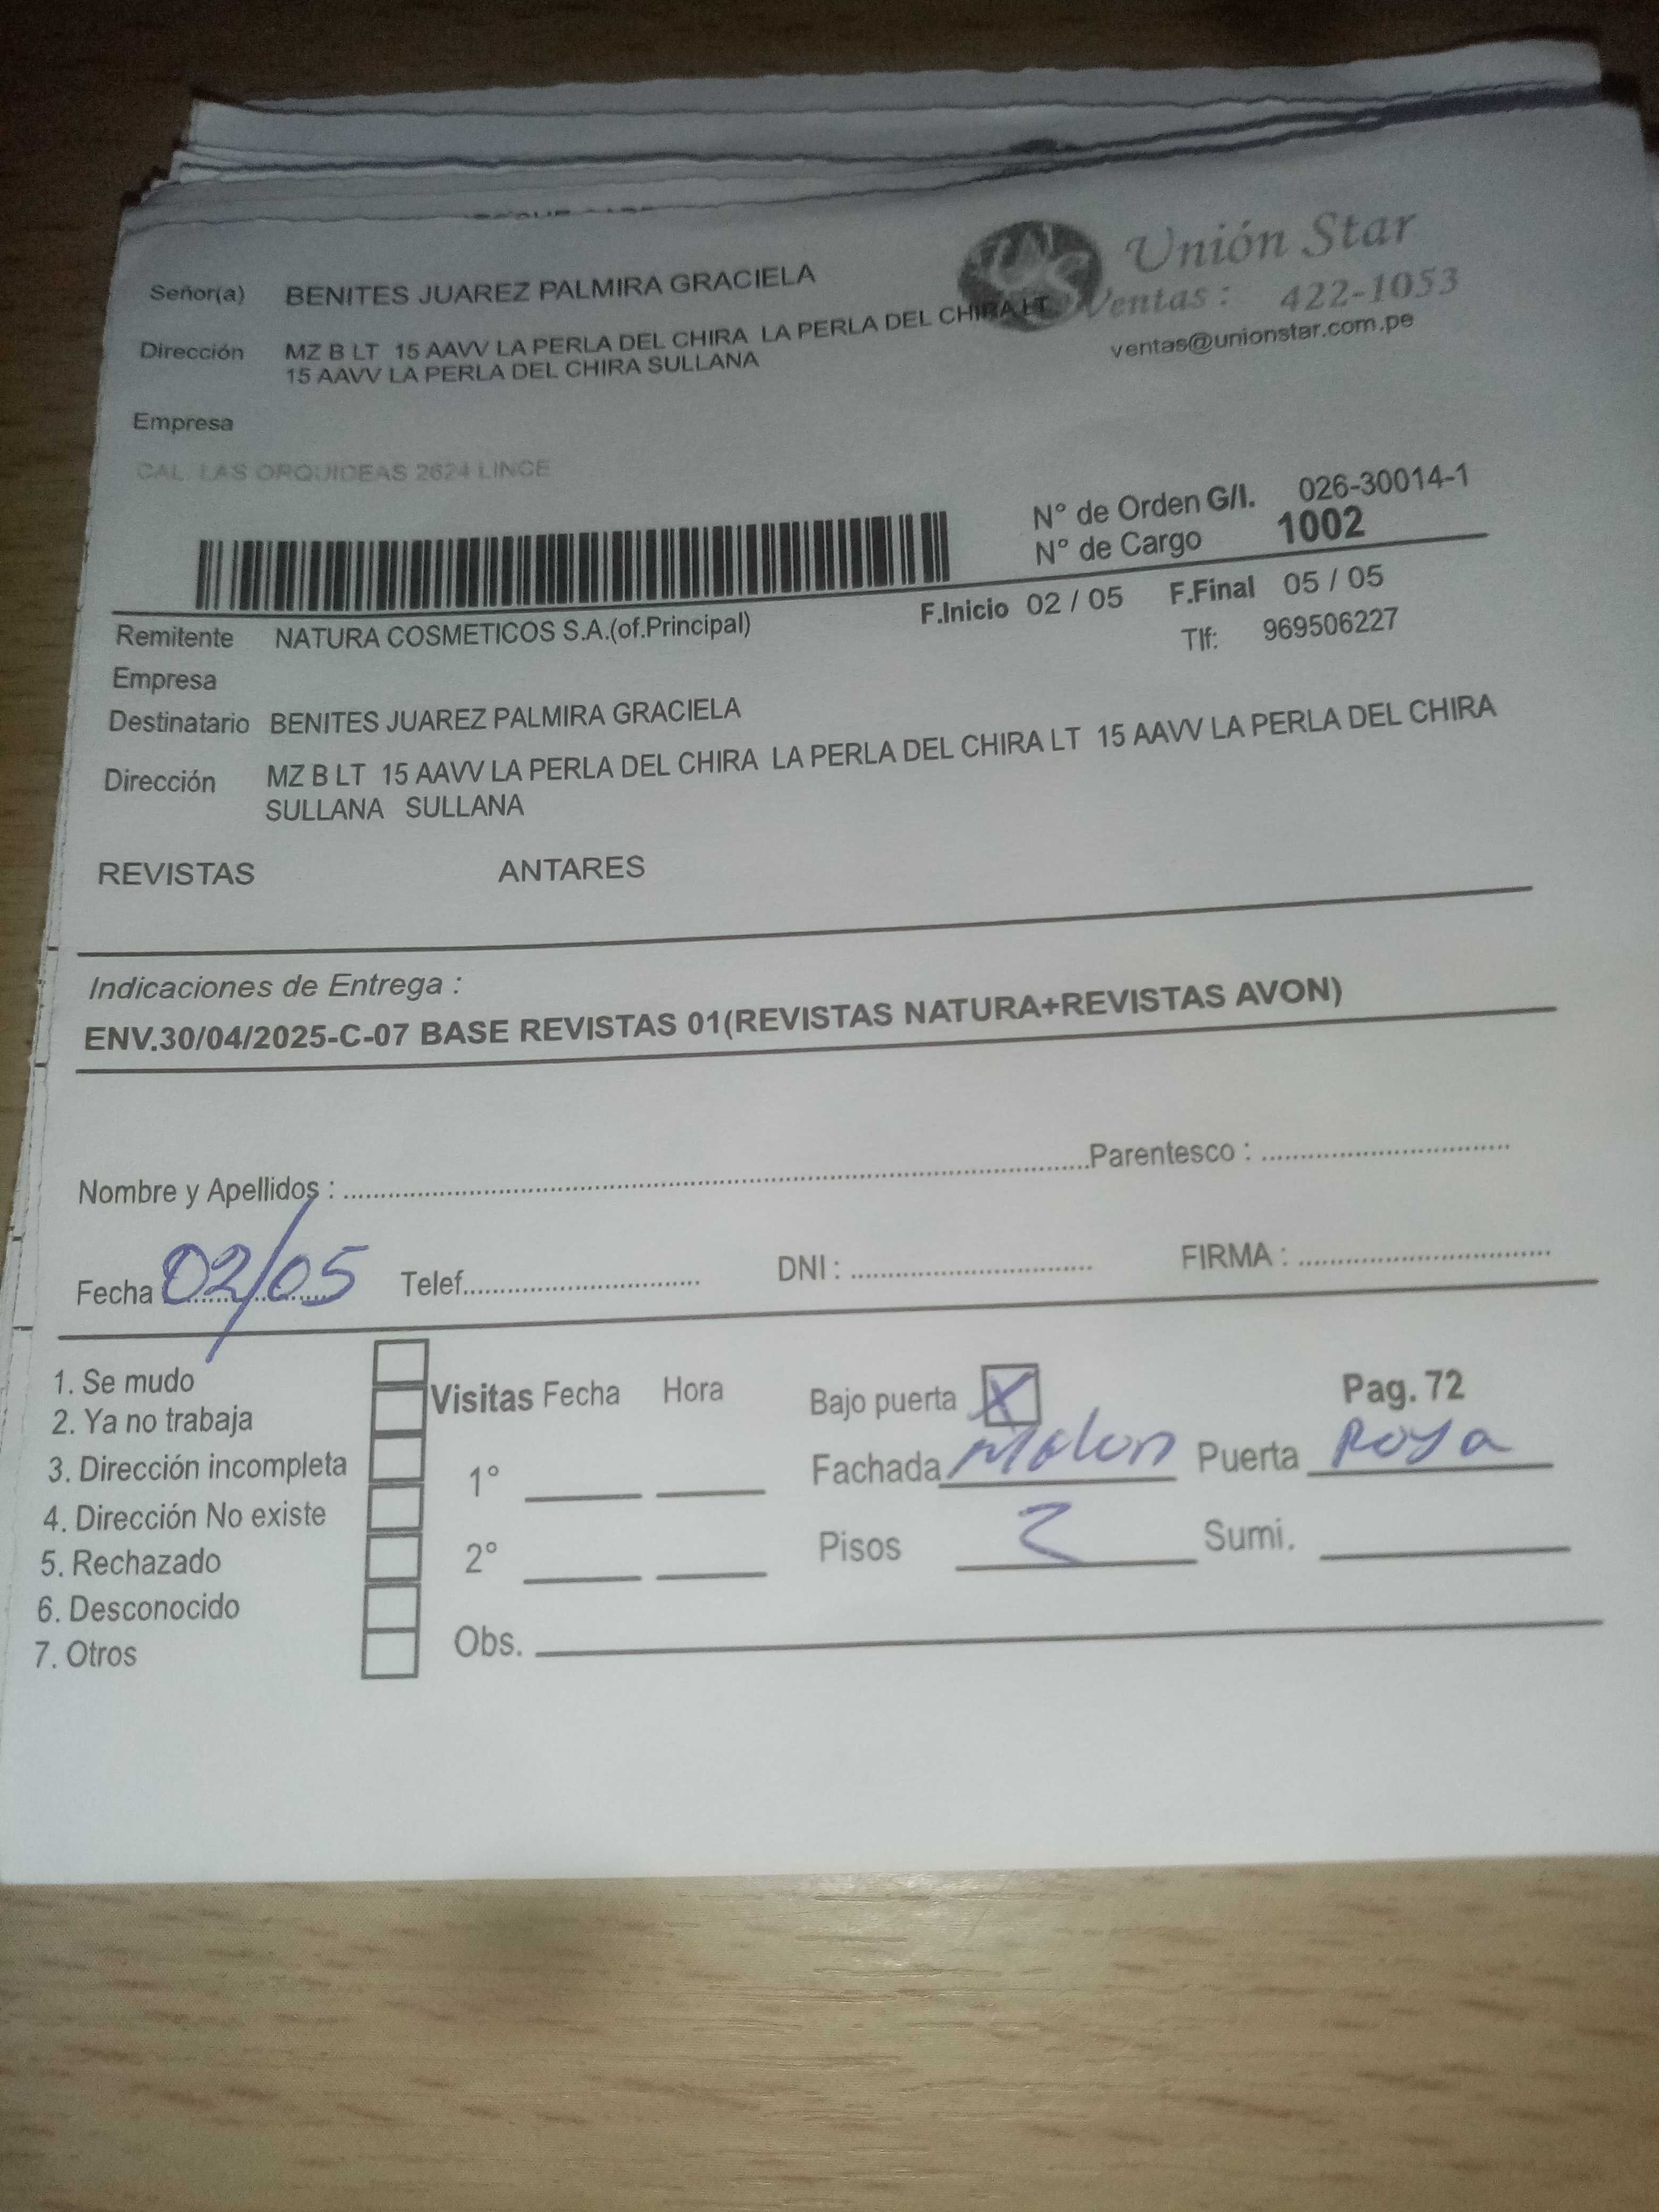 Unión Star
Ventas : 422-1053
ventas@unionstar.com.pe
Señor(a) BENITES JUAREZ PALMIRA GRACIELA
Dirección MZ B LT 15 AAVV LA PERLA DEL CHIRA LA PERLA DEL CHIRA LT
15 AAVV LA PERLA DEL CHIRA SULLANA
Empresa
CAL. LAS ORQUIDEAS 2624 LINCE
N° de Orden G/I. 026-30014-1
N° de Cargo 1002
F.Inicio 02 / 05 F.Final 05 / 05
Remitente NATURA COSMETICOS S.A.(of.Principal) Tlf: 969506227
Empresa
Destinatario BENITES JUAREZ PALMIRA GRACIELA
Dirección MZ B LT 15 AAVV LA PERLA DEL CHIRA LA PERLA DEL CHIRA LT 15 AAVV LA PERLA DEL CHIRA
SULLANA SULLANA
REVISTAS ANTARES
Indicaciones de Entrega :
ENV.30/04/2025-C-07 BASE REVISTAS 01(REVISTAS NATURA+REVISTAS AVON)
Nombre y Apellidos : Parentesco :
Fecha 02/05 Telef. DNI : FIRMA :
1. Se mudo
2. Ya no trabaja
3. Dirección incompleta
4. Dirección No existe
5. Rechazado
6. Desconocido
7. Otros
Visitas Fecha Hora
1°
2°
Obs.
Bajo puerta X Pag. 72
Fachada Puerta
Pisos 2 Sumi.